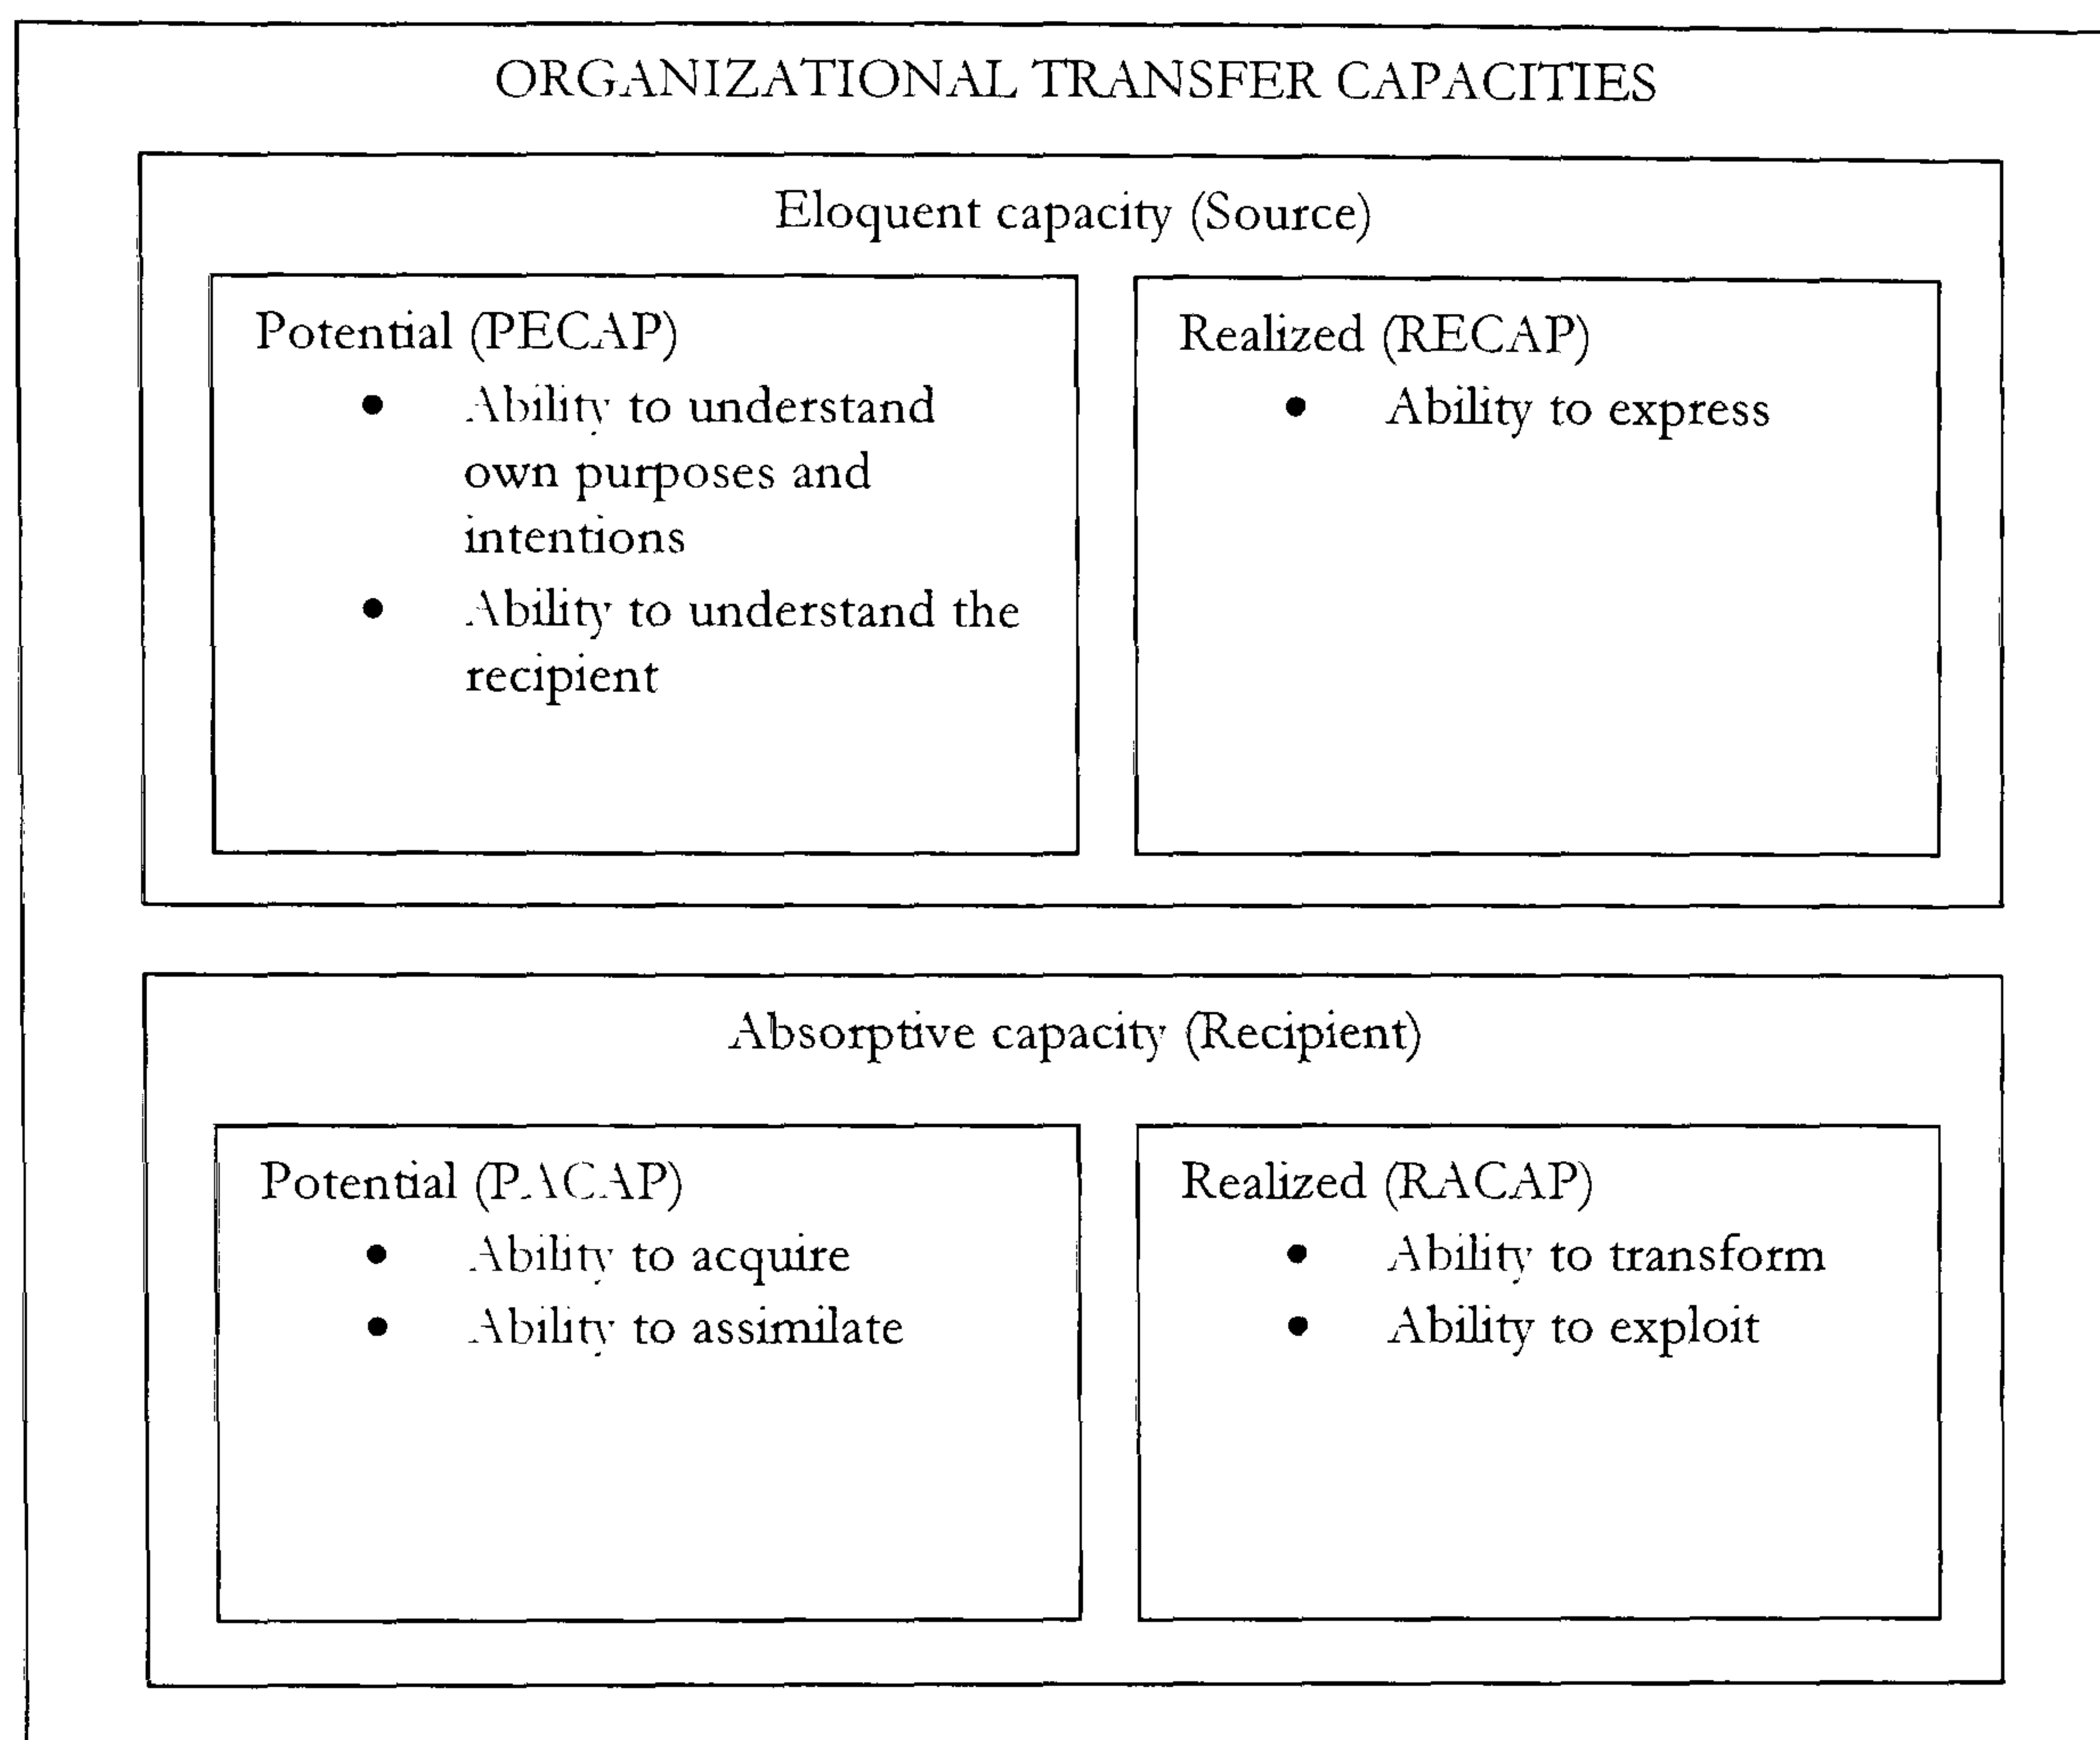 ORGANIZATIONAL TRANSFER CAPACITIES
Eloquent capacity (Source)
Potential (PECAP)
● Ability to understand
own purposes and
intentions
● Ability to understand the
recipient
Realized (RECAP)
● Ability to express
Absorptive capacity (Recipient)
Potential (PACAP)
● Ability to acquire
● Ability to assimilate
Realized (RACAP)
● Ability to transform
● Ability to exploit